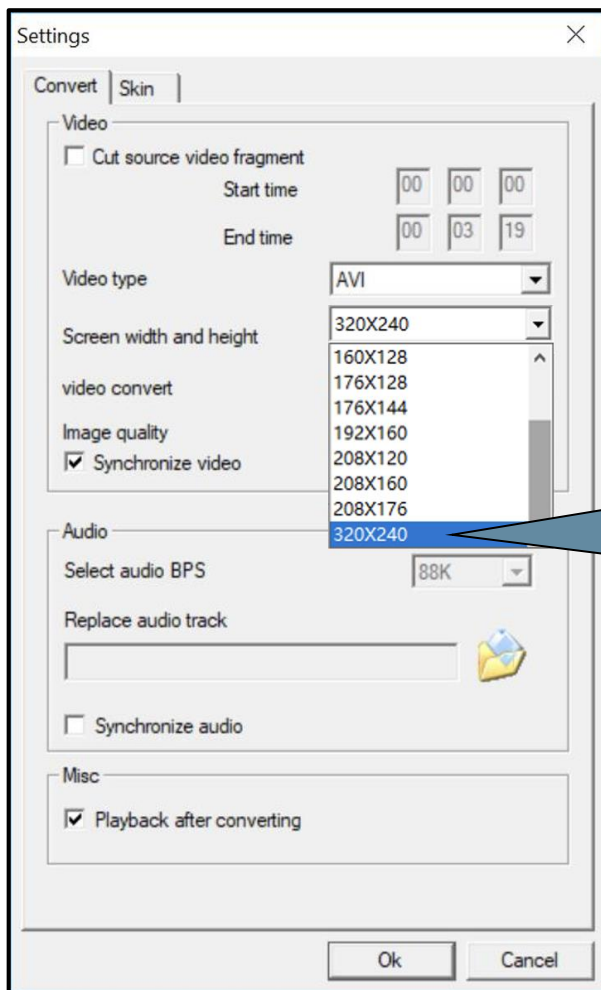 Settings
Convert Skin
Video
Cut source video fragment
Start time 00 00 00
End time 00 03 19
Video type AVI
Screen width and height 320X240
160X128
176X128
video convert
176X144
192X160
Image quality
208X120
Synchronize video
208X160
208X176
320X240
Audio
Select audio BPS 88K
Replace audio track
Synchronize audio
Misc
Playback after converting
Ok Cancel